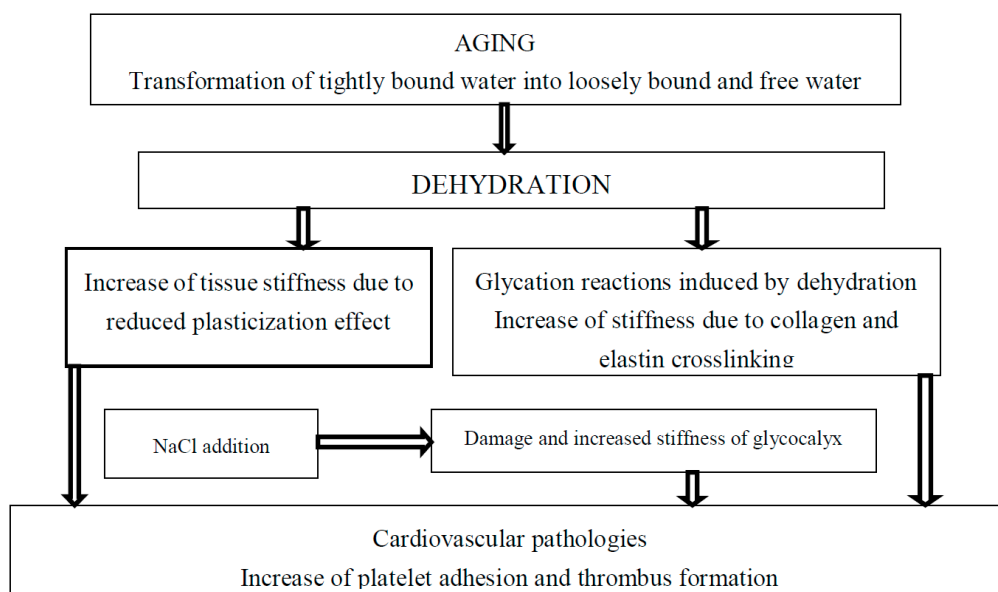 AGING
Transformation of tightly bound water into loosely bound and free water
DEHYDRATION
Increase of tissue stiffness due to
reduced plasticization effect
Glycation reactions induced by dehydration
Increase of stiffness due to collagen and
elastin crosslinking
NaCl addition
Damage and increased stiffness of glycocalyx
Cardiovascular pathologies
Increase of platelet adhesion and thrombus formation